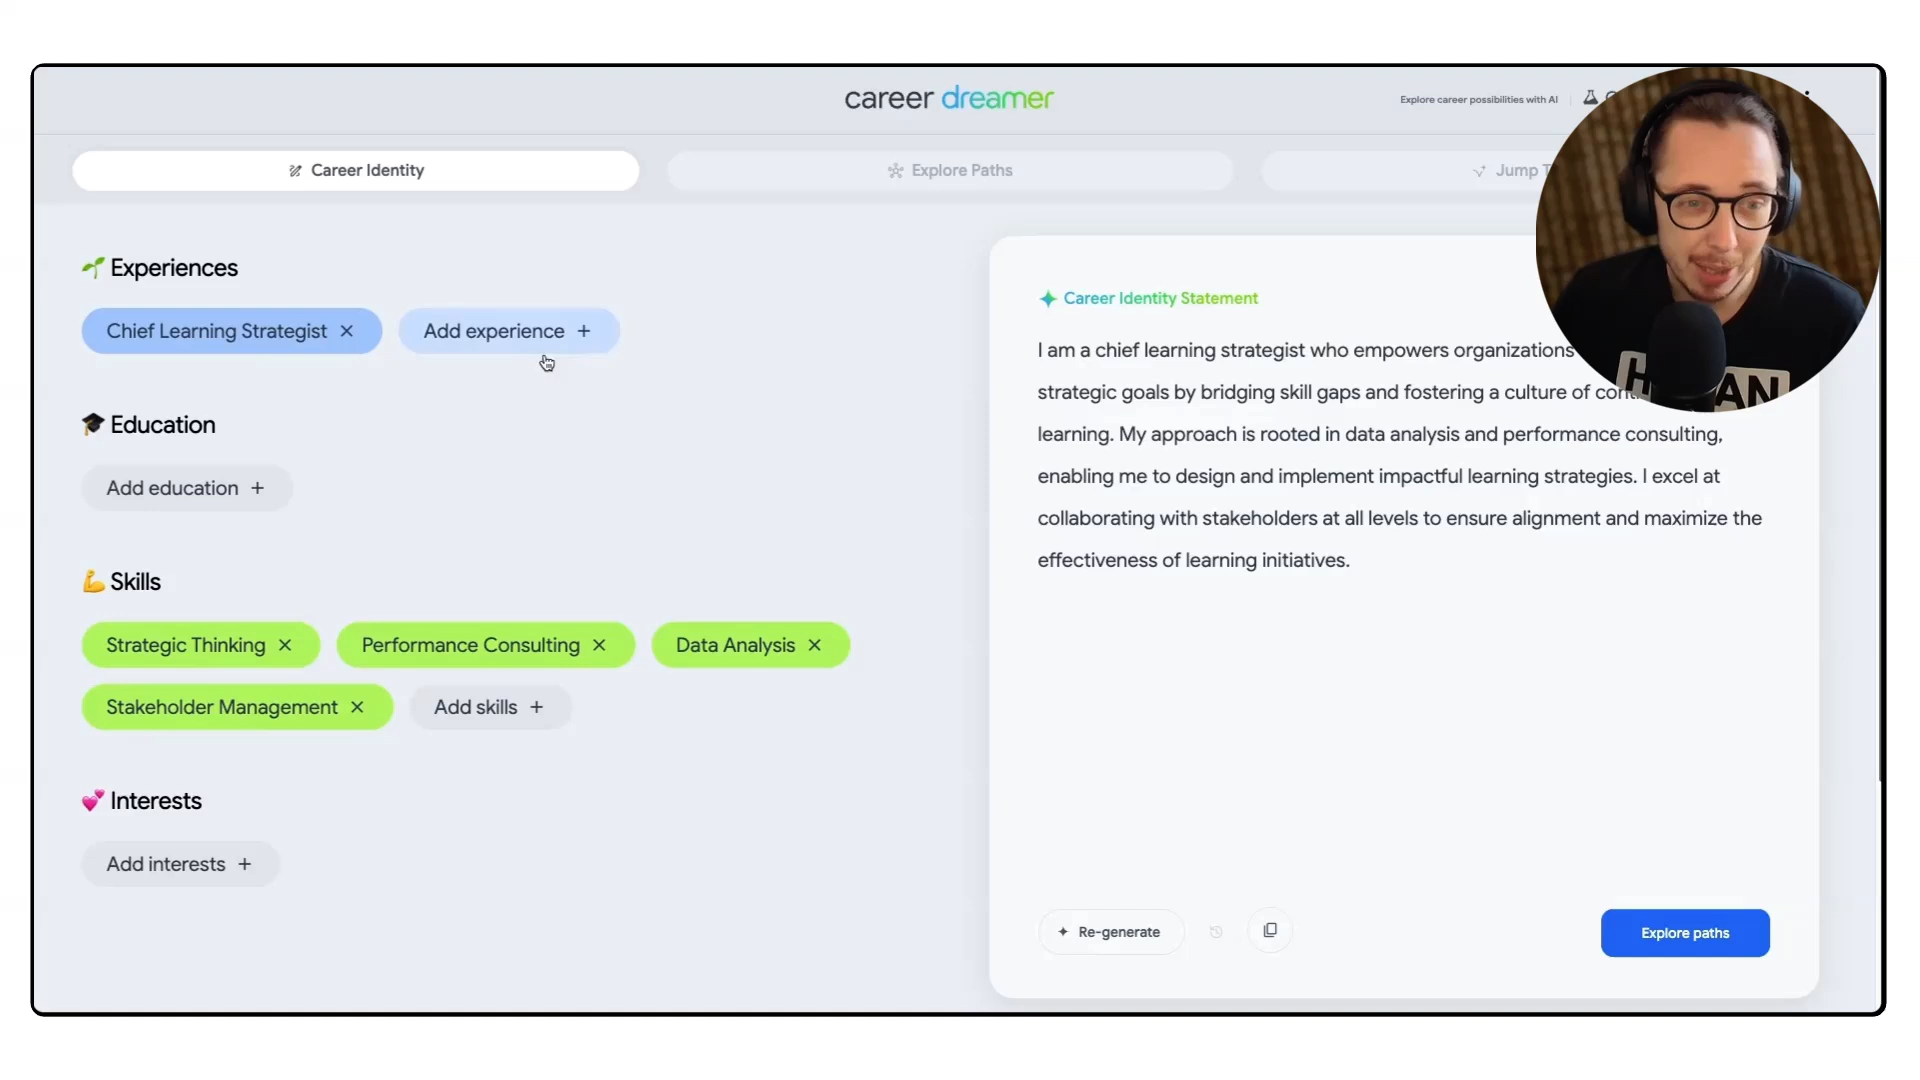 career dreamer
Explore career possibilities with AI
Career Identity
Explore Paths
Jump
Experiences
Chief Learning Strategist ×
Add experience +
Education
Add education +
Skills
Strategic Thinking ×
Performance Consulting ×
Data Analysis ×
Stakeholder Management ×
Add skills +
Interests
Add interests +
Career Identity Statement
I am a chief learning strategist who empowers organizations
strategic goals by bridging skill gaps and fostering a culture of
learning. My approach is rooted in data analysis and performance consulting,
enabling me to design and implement impactful learning strategies. I excel at
collaborating with stakeholders at all levels to ensure alignment and maximize the
effectiveness of learning initiatives.
Re-generate
Explore paths